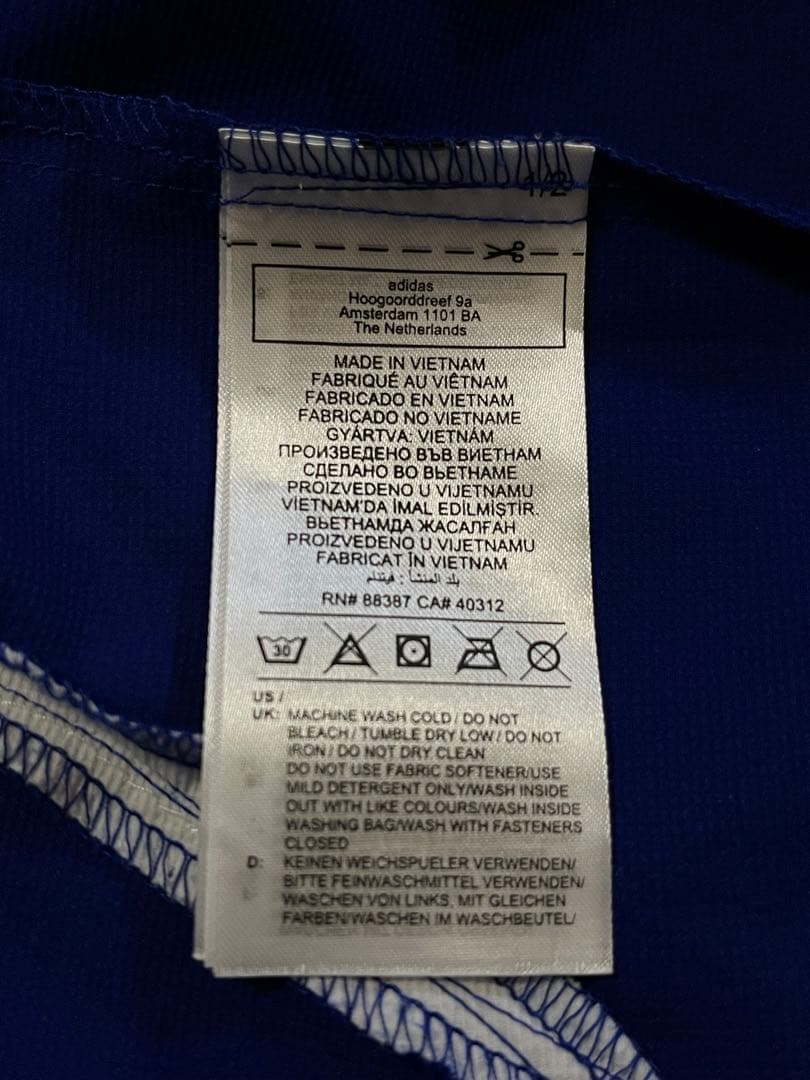 1/2
adidas
Hoogoorddreef 9a
Amsterdam 1101 BA
The Netherlands
MADE IN VIETNAM
FABRIQUÉ AU VIÊTNAM
FABRICADO EN VIETNAM
FABRICADO NO VIETNAME
GYÁRTVA: VIETNÁM
ПРОИЗВЕДЕНО ВЪВ ВИЕТНАМ
СДЕЛАНО ВО ВЬЕТНАМЕ
PROIZVEDENO U VIJETNAMU
VİETNAM'DA İMAL EDİLMİŞTİR.
ВЬЕТНАМДА ЖАСАЛҒАН
PROIZVEDENO U VIJETNAMU
FABRICAT ÎN VIETNAM
بلد المنشأ : فيتنام
RN# 88387 CA# 40312
30
US /
UK: MACHINE WASH COLD / DO NOT
BLEACH / TUMBLE DRY LOW / DO NOT
IRON / DO NOT DRY CLEAN
DO NOT USE FABRIC SOFTENER/USE
MILD DETERGENT ONLY/WASH INSIDE
OUT WITH LIKE COLOURS/WASH INSIDE
WASHING BAG/WASH WITH FASTENERS
CLOSED
D: KEINEN WEICHSPUELER VERWENDEN/
BITTE FEINWASCHMITTEL VERWENDEN/
WASCHEN VON LINKS, MIT GLEICHEN
FARBEN/WASCHEN IM WASCHBEUTEL/